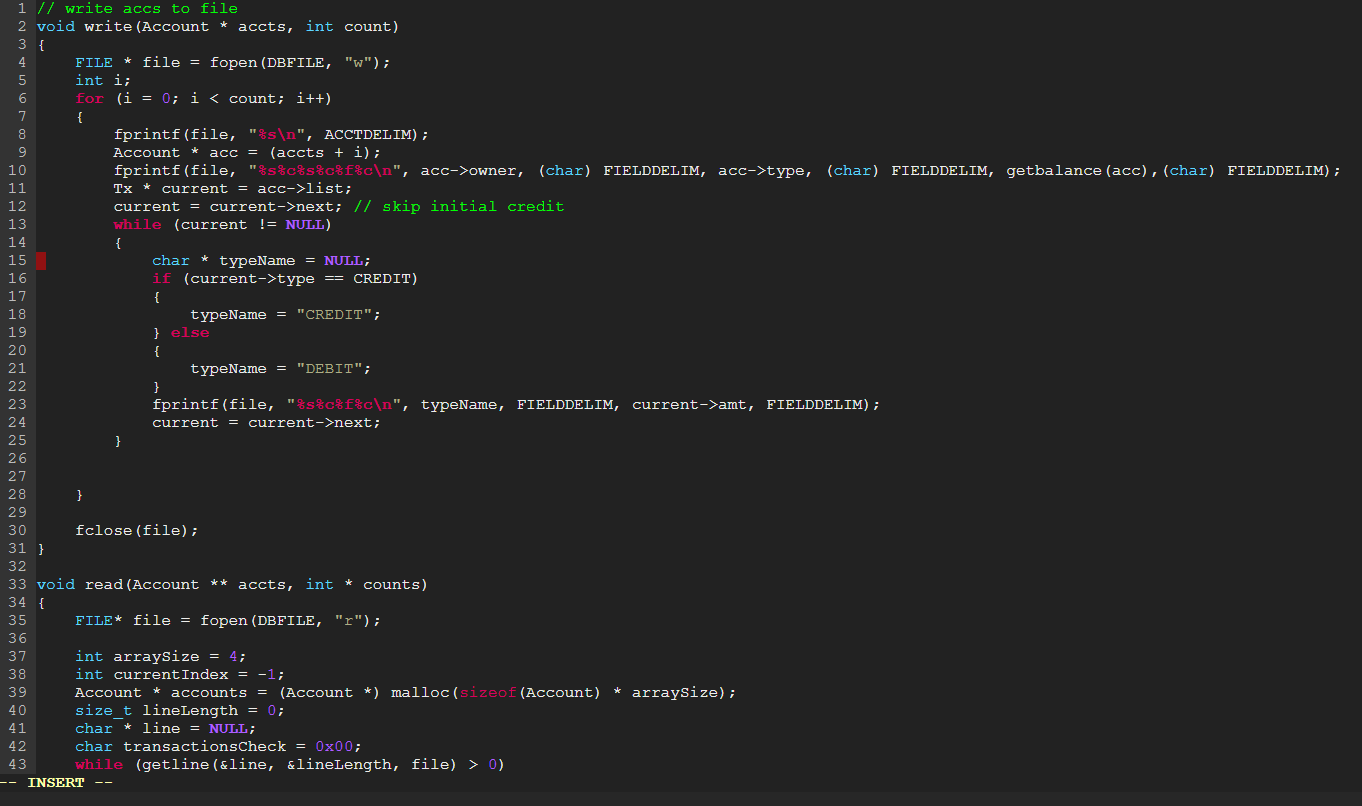 1 // write accs to file
2 void write(Account * accts, int count)
3 {
4     FILE * file = fopen(DBFILE, "w");
5     int i;
6     for (i = 0; i < count; i++)
7     {
8         fprintf(file, "%s\n", ACCTDELIM);
9         Account * acc = (accts + i);
10         fprintf(file, "%s%c%s%c%f%c\n", acc->owner, (char) FIELDDELIM, acc->type, (char) FIELDDELIM, getbalance(acc),(char) FIELDDELIM);
11         Tx * current = acc->list;
12         current = current->next; // skip initial credit
13         while (current != NULL)
14         {
15             char * typeName = NULL;
16             if (current->type == CREDIT)
17             {
18                 typeName = "CREDIT";
19             } else
20             {
21                 typeName = "DEBIT";
22             }
23             fprintf(file, "%s%c%f%c\n", typeName, FIELDDELIM, current->amt, FIELDDELIM);
24             current = current->next;
25         }
26
27
28     }
29
30     fclose(file);
31 }
32
33 void read(Account ** accts, int * counts)
34 {
35     FILE* file = fopen(DBFILE, "r");
36
37     int arraySize = 4;
38     int currentIndex = -1;
39     Account * accounts = (Account *) malloc(sizeof(Account) * arraySize);
40     size_t lineLength = 0;
41     char * line = NULL;
42     char transactionsCheck = 0x00;
43     while (getline(&line, &lineLength, file) > 0)
-- INSERT --